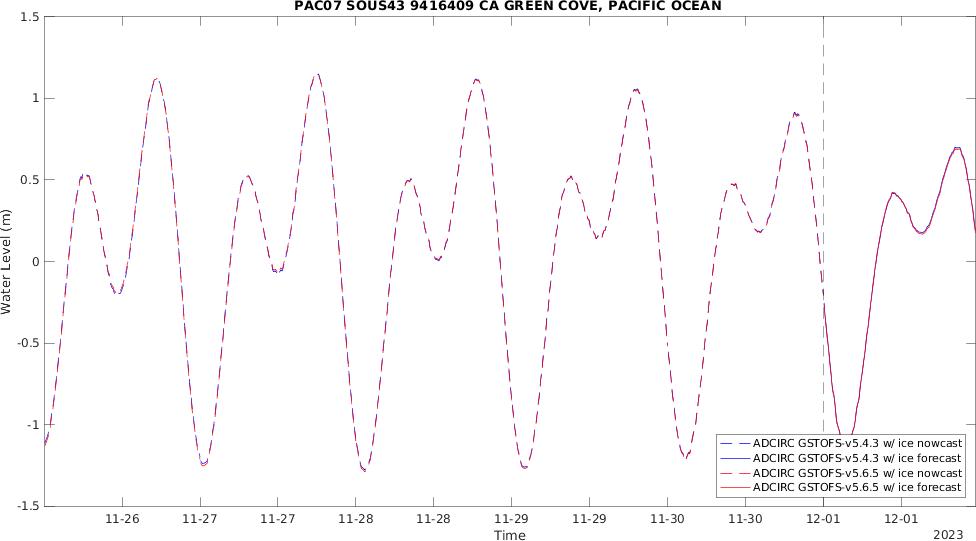 PAC07 SOUS43 9416409 CA GREEN COVE, PACIFIC OCEAN
1.5
1
0.5
0
-0.5
-1
-1.5
Water Level (m)
11-26
11-27
11-27
11-28
11-28
11-29
11-29
11-30
11-30
12-01
12-01
Time
2023
ADCIRC GSTOFS-v5.4.3 w/ ice nowcast
ADCIRC GSTOFS-v5.4.3 w/ ice forecast
ADCIRC GSTOFS-v5.6.5 w/ ice nowcast
ADCIRC GSTOFS-v5.6.5 w/ ice forecast